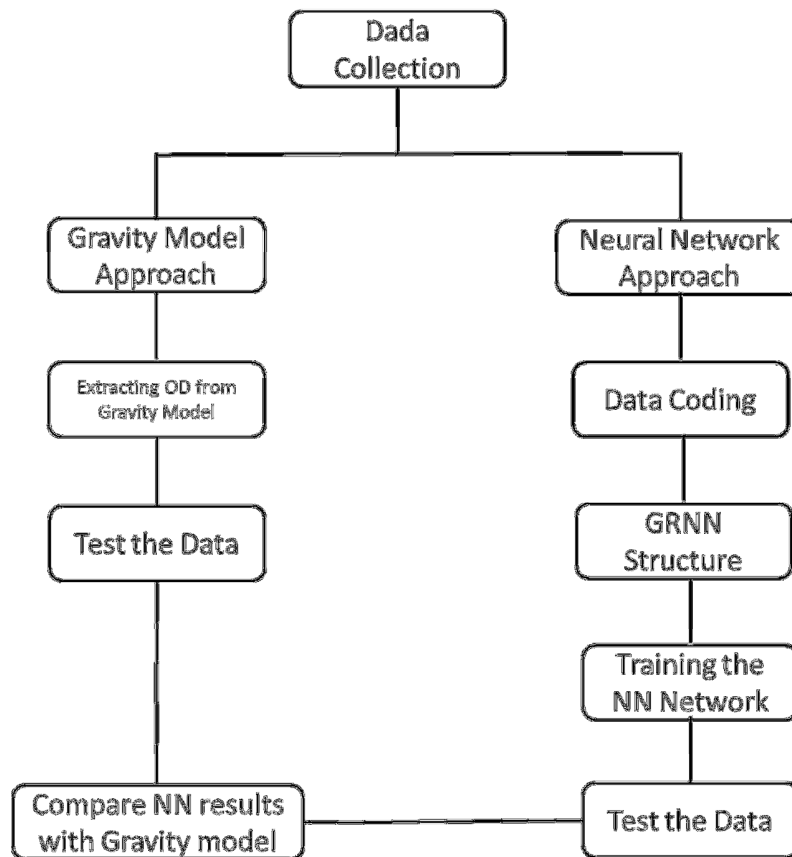 Dada
Collection
Gravity Model
Approach
Neural Network
Approach
Extracting OD from
Gravity Model
Data Coding
Test the Data
GRNN
Structure
Training the
NN Network
Compare NN results
with Gravity model
Test the Data